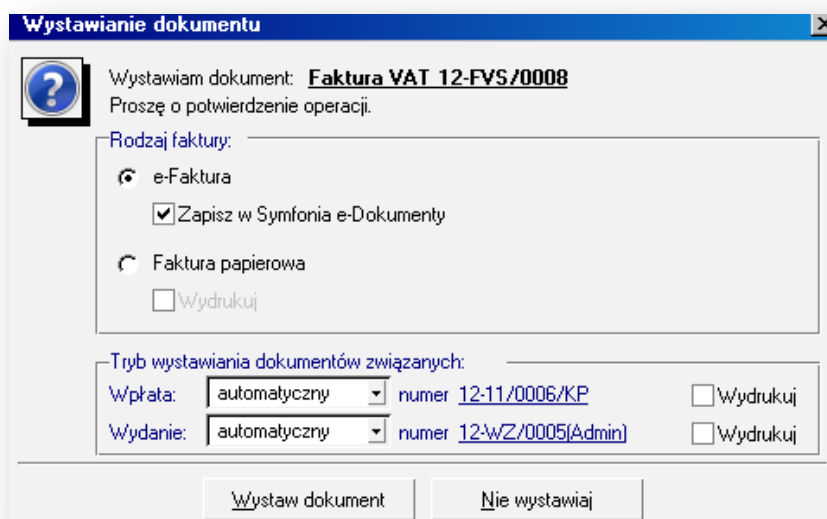 Wystawianie dokumentu
Wystawiam dokument: Faktura VAT 12-FVS/0008
Proszę o potwierdzenie operacji.
Rodzaj faktury:
e-Faktura
Zapisz w Symfonia e-Dokumenty
Faktura papierowa
Wydrukuj
Tryb wystawiania dokumentów związanych:
Wpłata: automatyczny numer 12-11/0006/KP Wydrukuj
Wydanie: automatyczny numer 12-WZ/0005(Admin) Wydrukuj
Wystaw dokument Nie wystawiaj